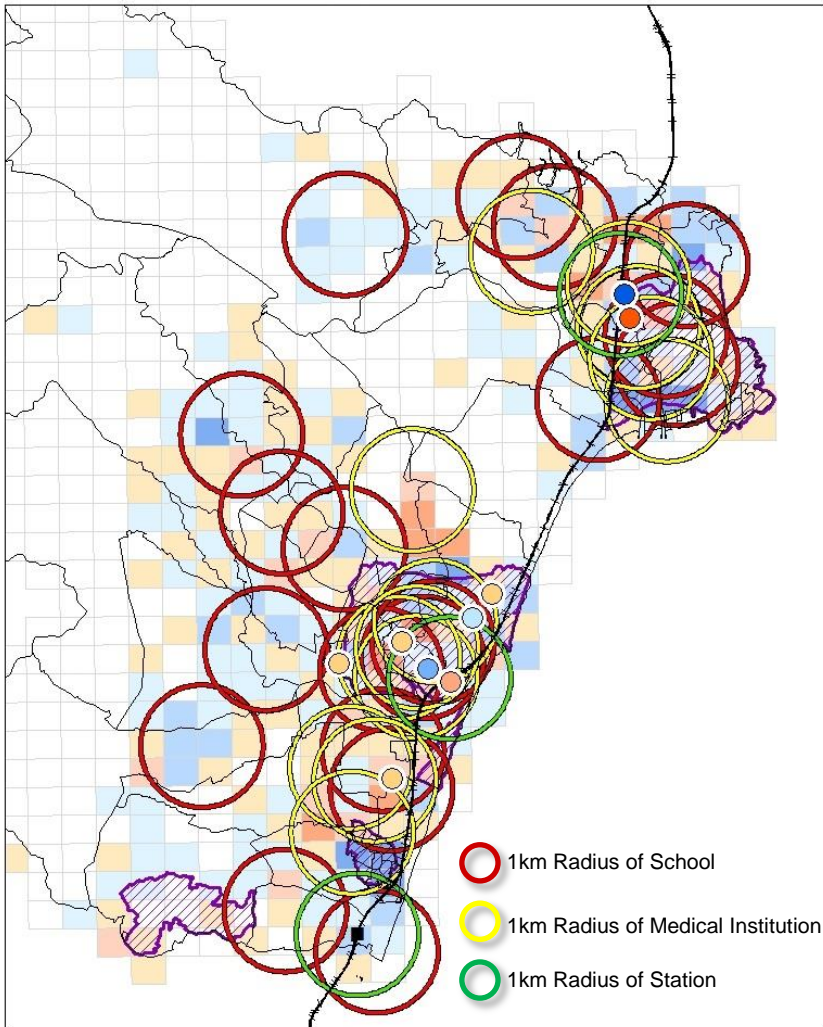 1km Radius of School
1km Radius of Medical Institution
1km Radius of Station